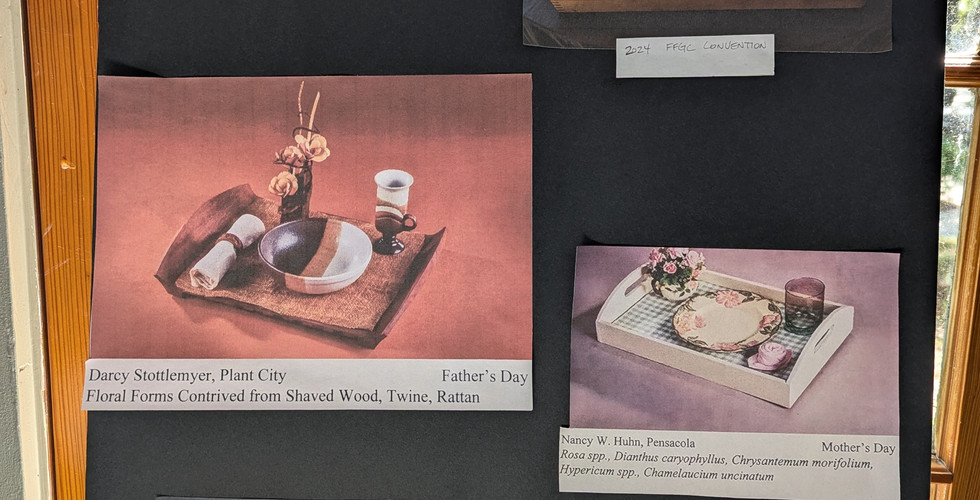 2024 FFGC CONVENTION
Darcy Stottlemyer, Plant City Father's Day
Floral Forms Contrived from Shaved Wood, Twine, Rattan
Nancy W. Huhn, Pensacola Mother's Day
Rosa spp., Dianthus caryophyllus, Chrysantemum morifolium,
Hypericum spp., Chamelaucium uncinatum